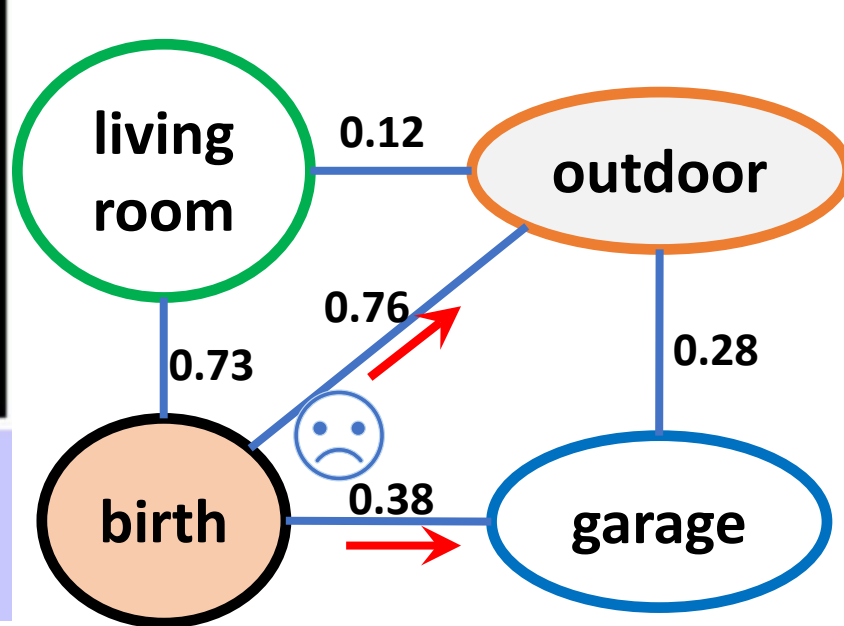 living
room
0.12
outdoor
0.76
0.73
0.28
birth
0.38
garage